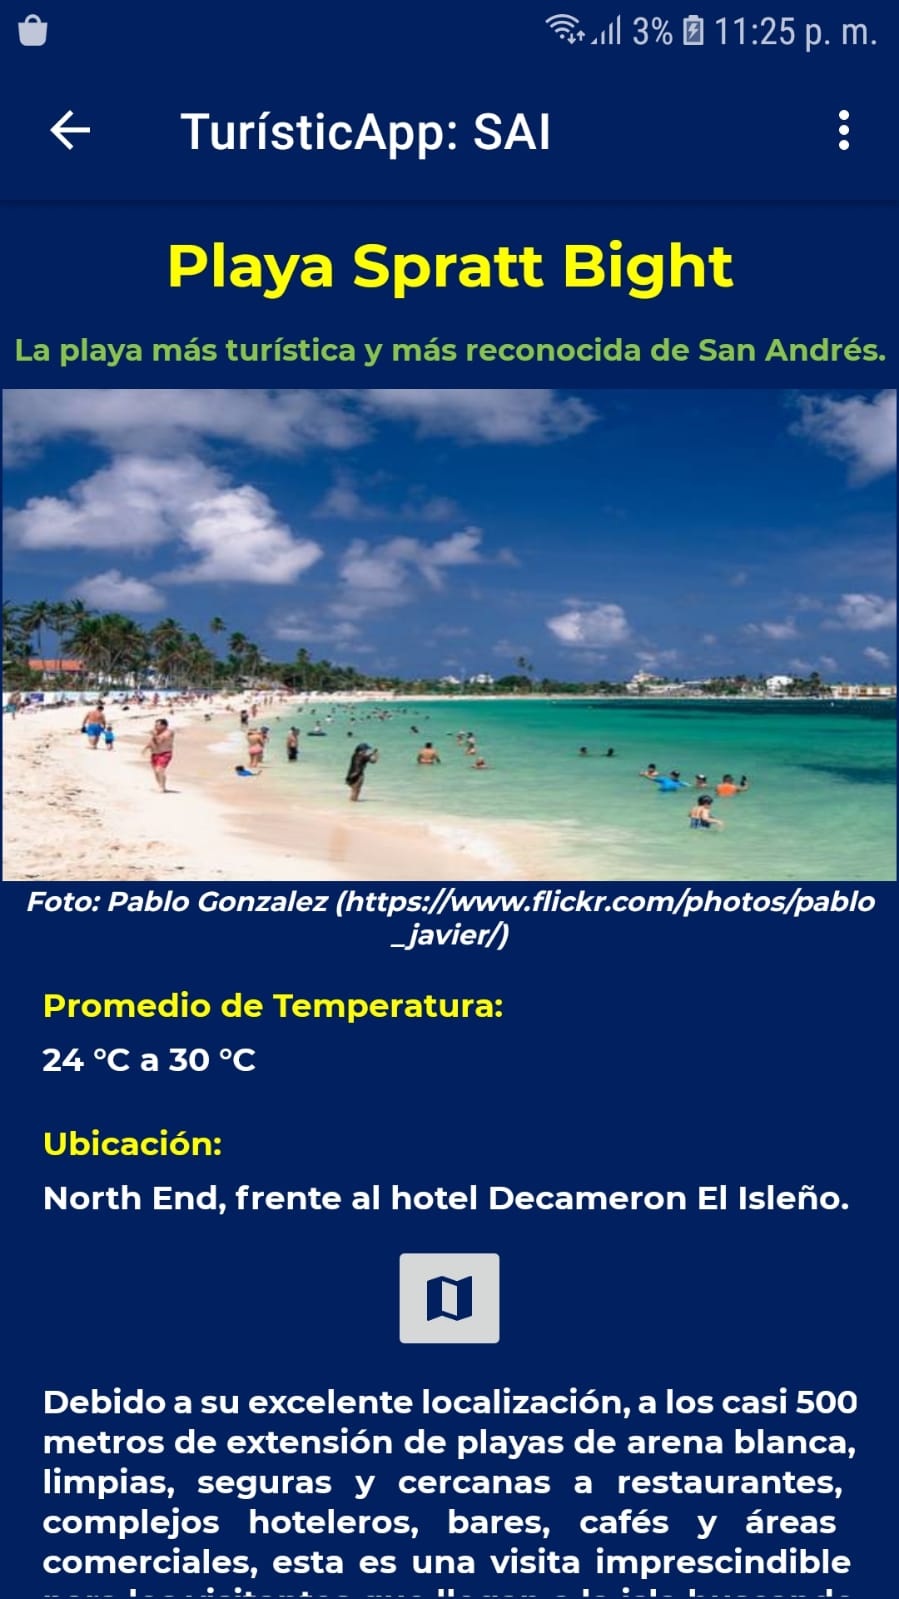 3% 11:25 p. m.
TurísticApp: SAI
Playa Spratt Bight
La playa más turística y más reconocida de San Andrés.
Foto: Pablo Gonzalez (https://www.flickr.com/photos/pablo
_javier/)
Promedio de Temperatura:
24 °C a 30 °C
Ubicación:
North End, frente al hotel Decameron El Isleño.
Debido a su excelente localización, a los casi 500
metros de extensión de playas de arena blanca,
limpias, seguras y cercanas a restaurantes,
complejos hoteleros, bares, cafés y áreas
comerciales, esta es una visita imprescindible